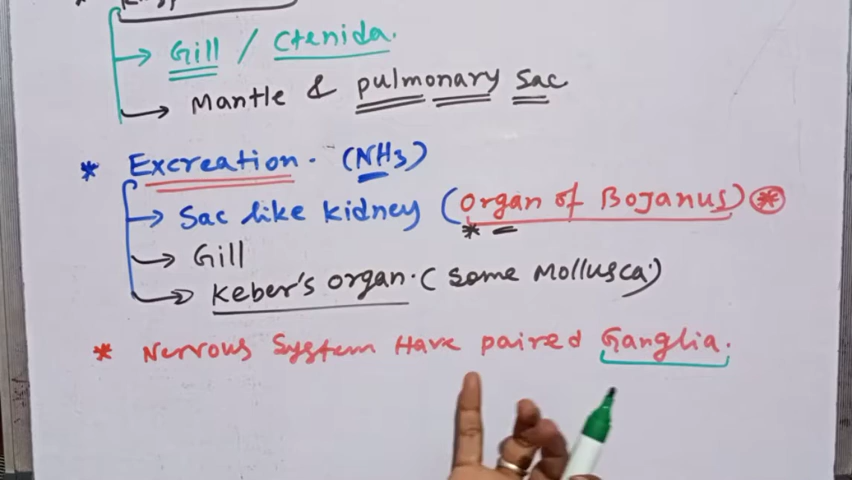 *
→ Gill / Ctenida.
→ Mantle & pulmonary Sac
* Excreation. (NH3)
→ Sac like kidney (Organ of Bojanus) *
→ Gill
→ Keber's organ. (Some Mollusca.)
* Nervous System Have paired Ganglia.